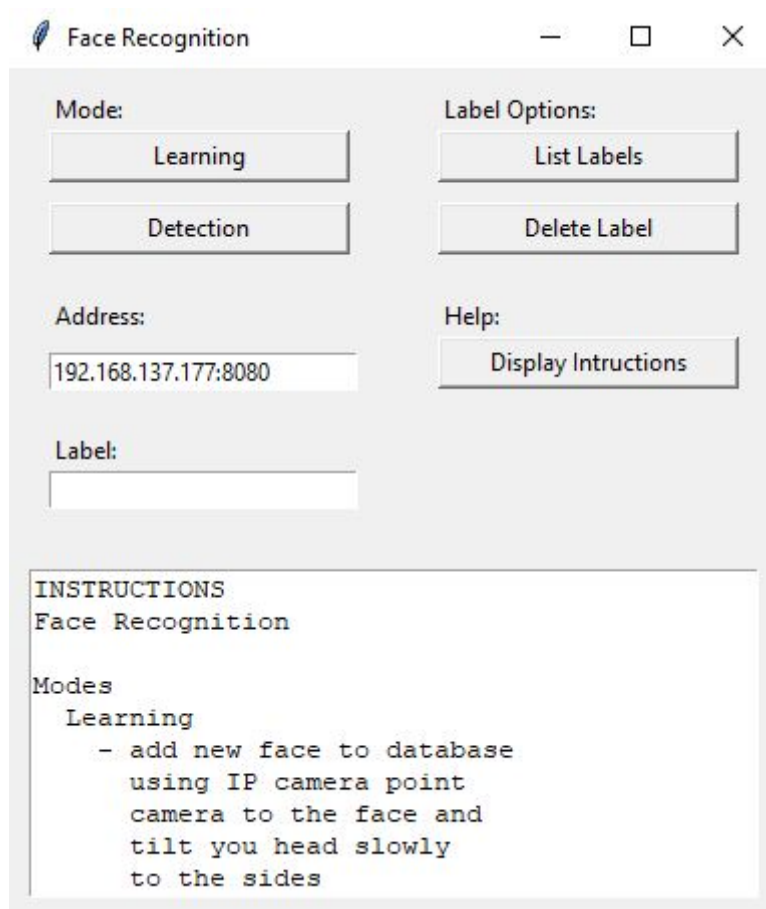 Face Recognition
Mode:
Learning
Detection
Label Options:
List Labels
Delete Label
Address:
192.168.137.177:8080
Help:
Display Intructions
Label:
INSTRUCTIONS
Face Recognition
Modes
Learning
- add new face to database
using IP camera point
camera to the face and
tilt you head slowly
to the sides